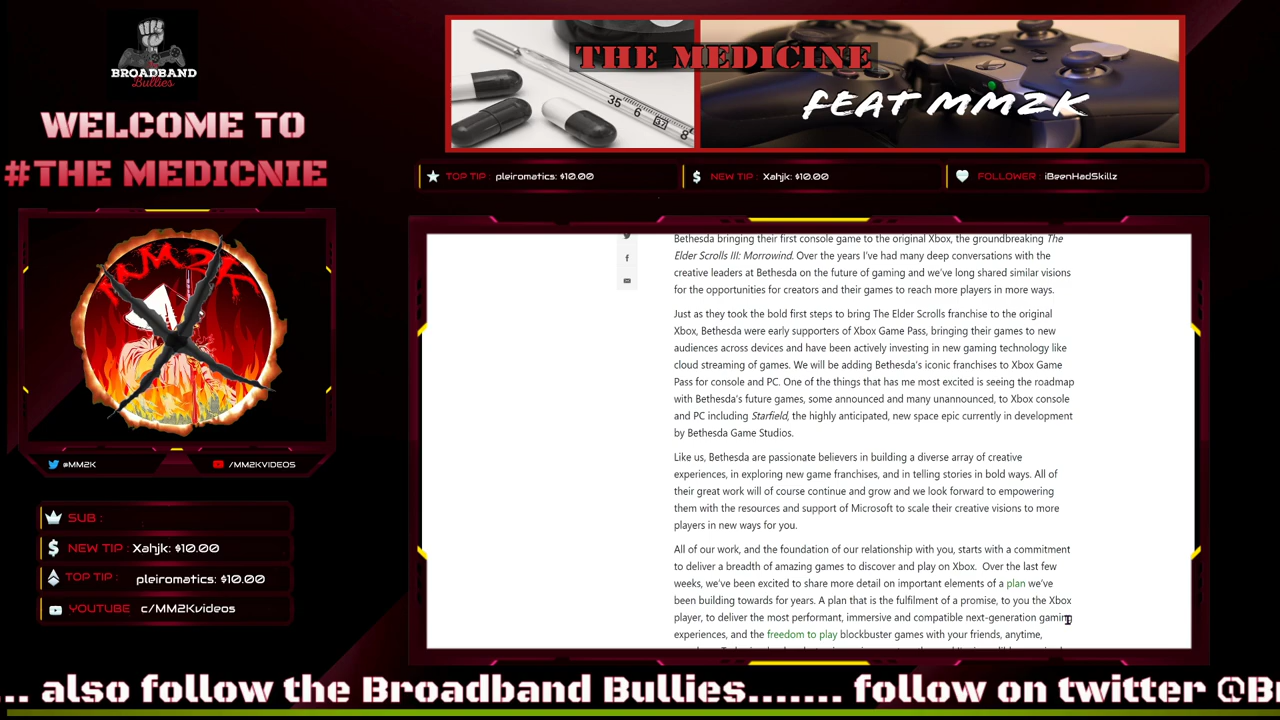 BROADBAND
Bullies
WELCOME TO
#THE MEDICNIE
THE MEDICINE
FEAT MM2K
35
6
37
8
TOP TIP : pleiromatics: $10.00
NEW TIP : Xahjk: $10.00
FOLLOWER : iBeenHadSkillz
MM2K
@MM2K
/MM2KVIDEOS
SUB :
NEW TIP : Xahjk: $10.00
TOP TIP : pleiromatics: $10.00
YOUTUBE c/MM2Kvideos
Bethesda bringing their first console game to the original Xbox, the groundbreaking The
Elder Scrolls III: Morrowind. Over the years I've had many deep conversations with the
creative leaders at Bethesda on the future of gaming and we've long shared similar visions
for the opportunities for creators and their games to reach more players in more ways.
Just as they took the bold first steps to bring The Elder Scrolls franchise to the original
Xbox, Bethesda were early supporters of Xbox Game Pass, bringing their games to new
audiences across devices and have been actively investing in new gaming technology like
cloud streaming of games. We will be adding Bethesda's iconic franchises to Xbox Game
Pass for console and PC. One of the things that has me most excited is seeing the roadmap
with Bethesda's future games, some announced and many unannounced, to Xbox console
and PC including Starfield, the highly anticipated, new space epic currently in development
by Bethesda Game Studios.
Like us, Bethesda are passionate believers in building a diverse array of creative
experiences, in exploring new game franchises, and in telling stories in bold ways. All of
their great work will of course continue and grow and we look forward to empowering
them with the resources and support of Microsoft to scale their creative visions to more
players in new ways for you.
All of our work, and the foundation of our relationship with you, starts with a commitment
to deliver a breadth of amazing games to discover and play on Xbox. Over the last few
weeks, we've been excited to share more detail on important elements of a plan we've
been building towards for years. A plan that is the fulfilment of a promise, to you the Xbox
player, to deliver the most performant, immersive and compatible next-generation gaming
experiences, and the freedom to play blockbuster games with your friends, anytime,
... also follow the Broadband Bullies....... follow on twitter @B